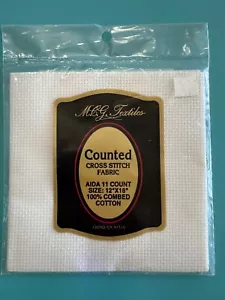 M.C.G. Textiles
Counted
CROSS STITCH
FABRIC
AIDA 11 COUNT
SIZE: 12"X18"
100% COMBED
COTTON